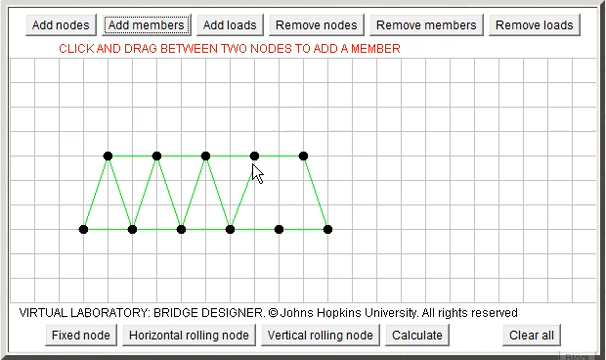 Add nodes Add members Add loads Remove nodes Remove members Remove loads
CLICK AND DRAG BETWEEN TWO NODES TO ADD A MEMBER
VIRTUAL LABORATORY: BRIDGE DESIGNER. © Johns Hopkins University. All rights reserved
Fixed node Horizontal rolling node Vertical rolling node Calculate Clear all
Block